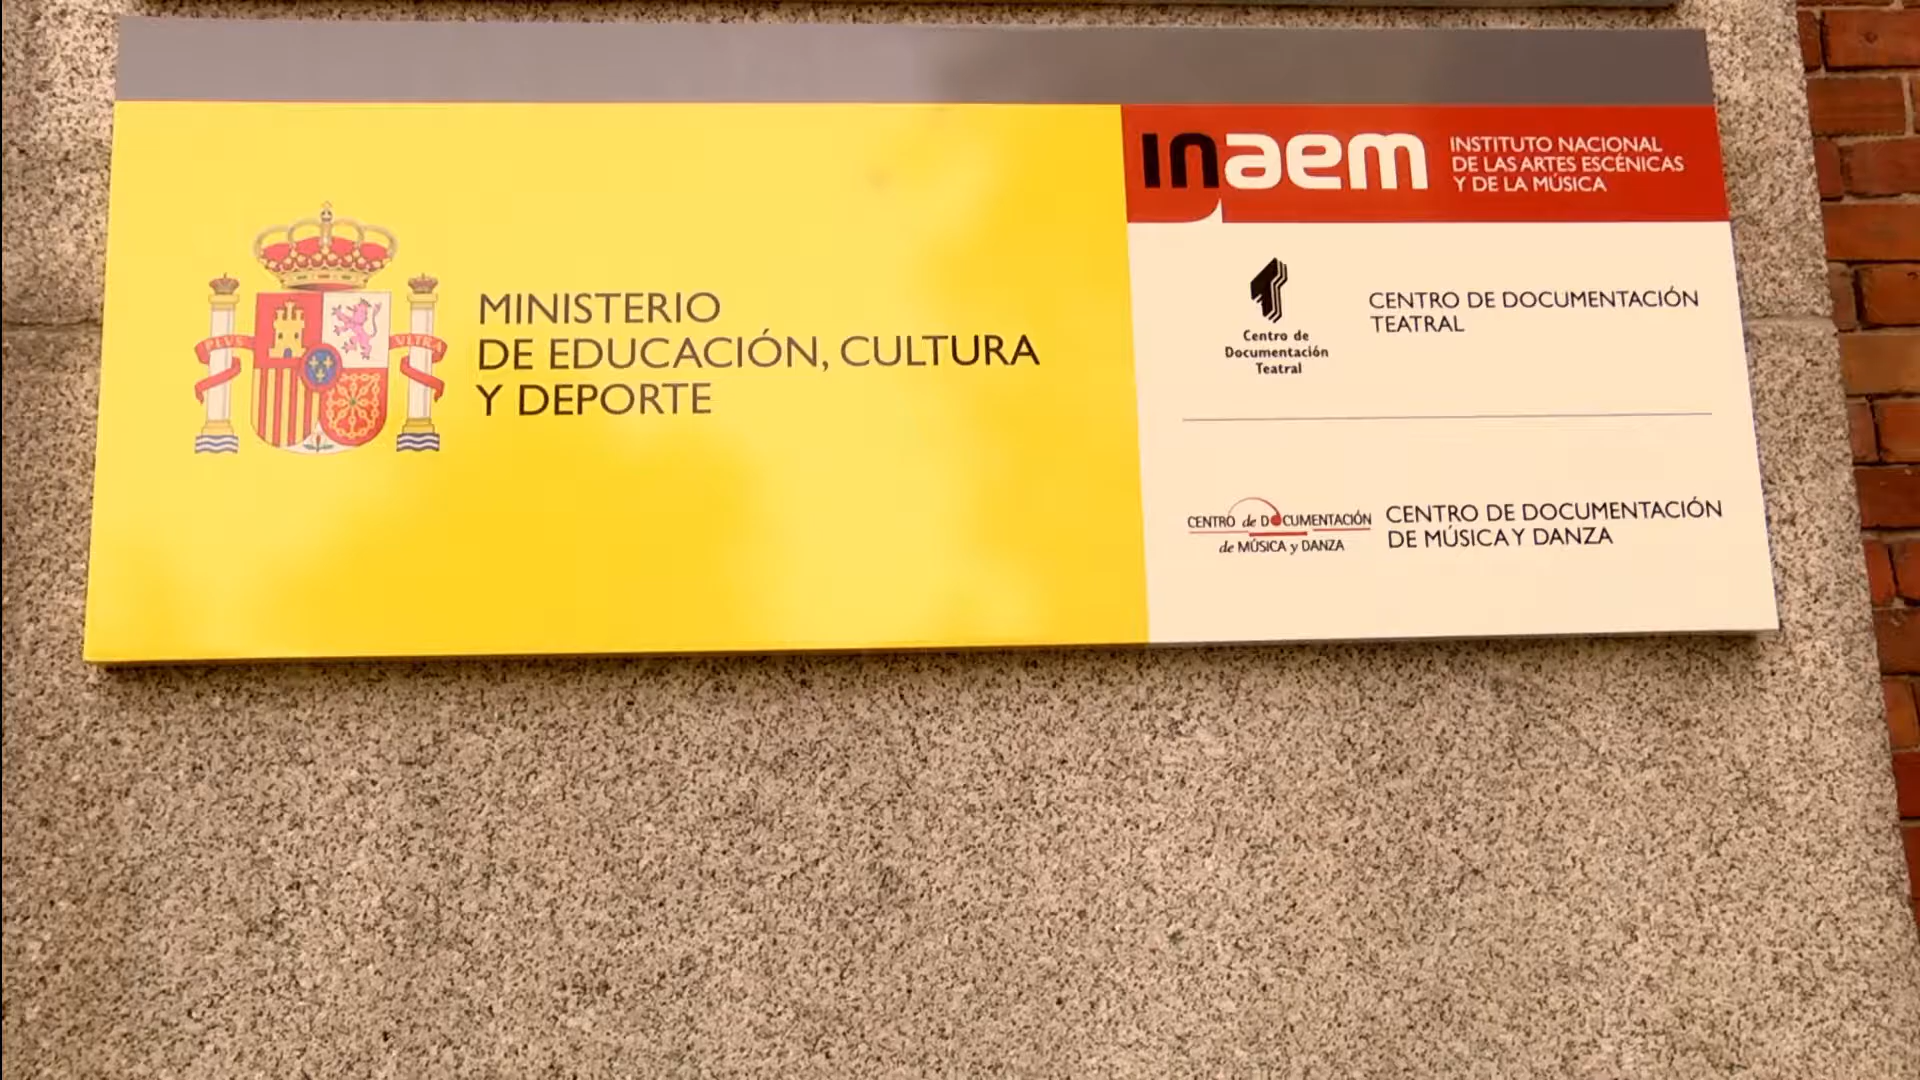 PLVS
VLTRA
MINISTERIO
DE EDUCACIÓN, CULTURA
Y DEPORTE
inaem
INSTITUTO NACIONAL
DE LAS ARTES ESCÉNICAS
Y DE LA MÚSICA
Centro de
Documentación
Teatral
CENTRO DE DOCUMENTACIÓN
TEATRAL
CENTRO de DOCUMENTACIÓN
de MÚSICA y DANZA
CENTRO DE DOCUMENTACIÓN
DE MÚSICA Y DANZA